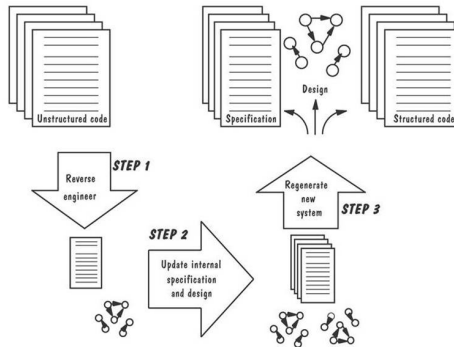 Unstructured code
Specification
Design
Structured code
STEP 1
Reverse
engineer
STEP 2
Update internal
specification
and design
Regenerate
new
system
STEP 3